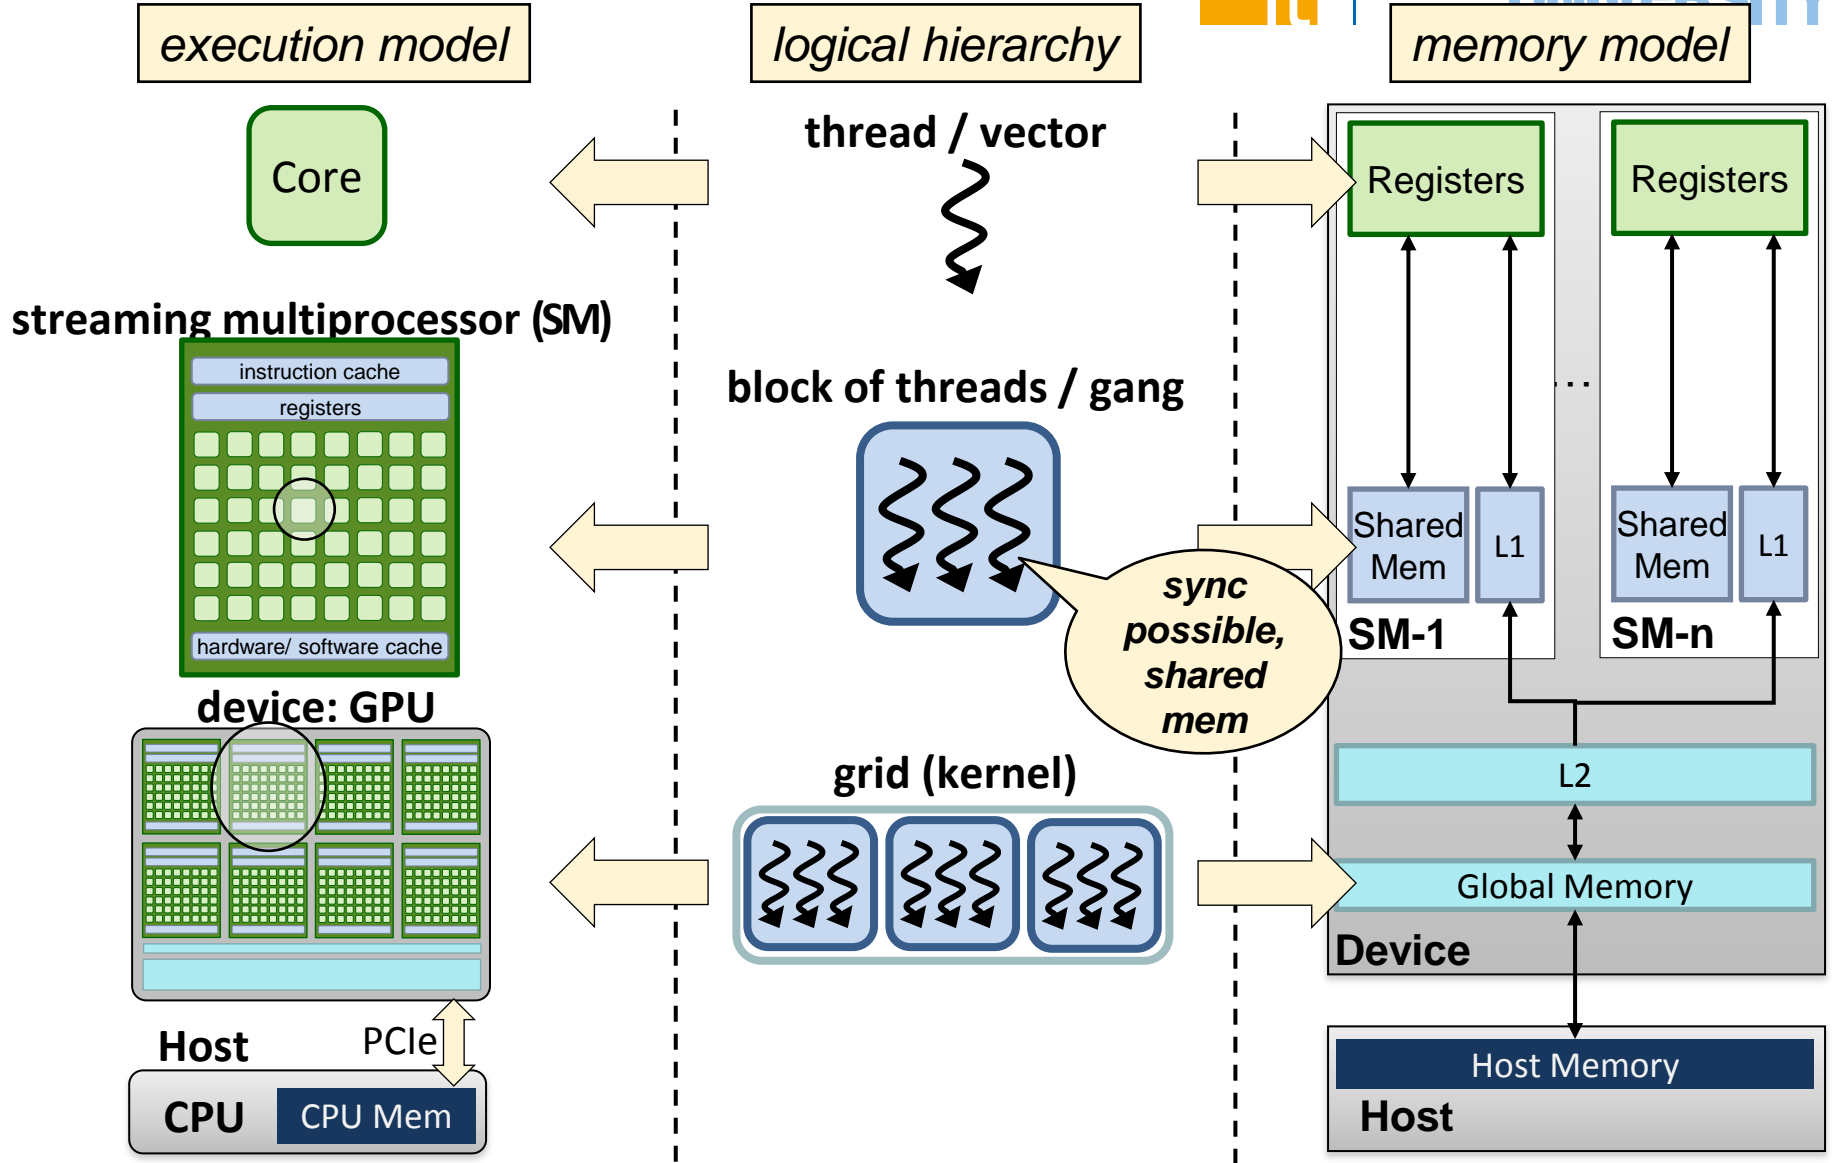 execution model
logical hierarchy
memory model
Core
thread / vector
Registers
Registers
streaming multiprocessor (SM)
instruction cache
registers
hardware/ software cache
block of threads / gang
sync
possible,
shared
mem
...
Shared
Mem
L1
SM-1
Shared
Mem
L1
SM-n
device: GPU
grid (kernel)
L2
Global Memory
Device
Host
PCIe
CPU
CPU Mem
Host Memory
Host